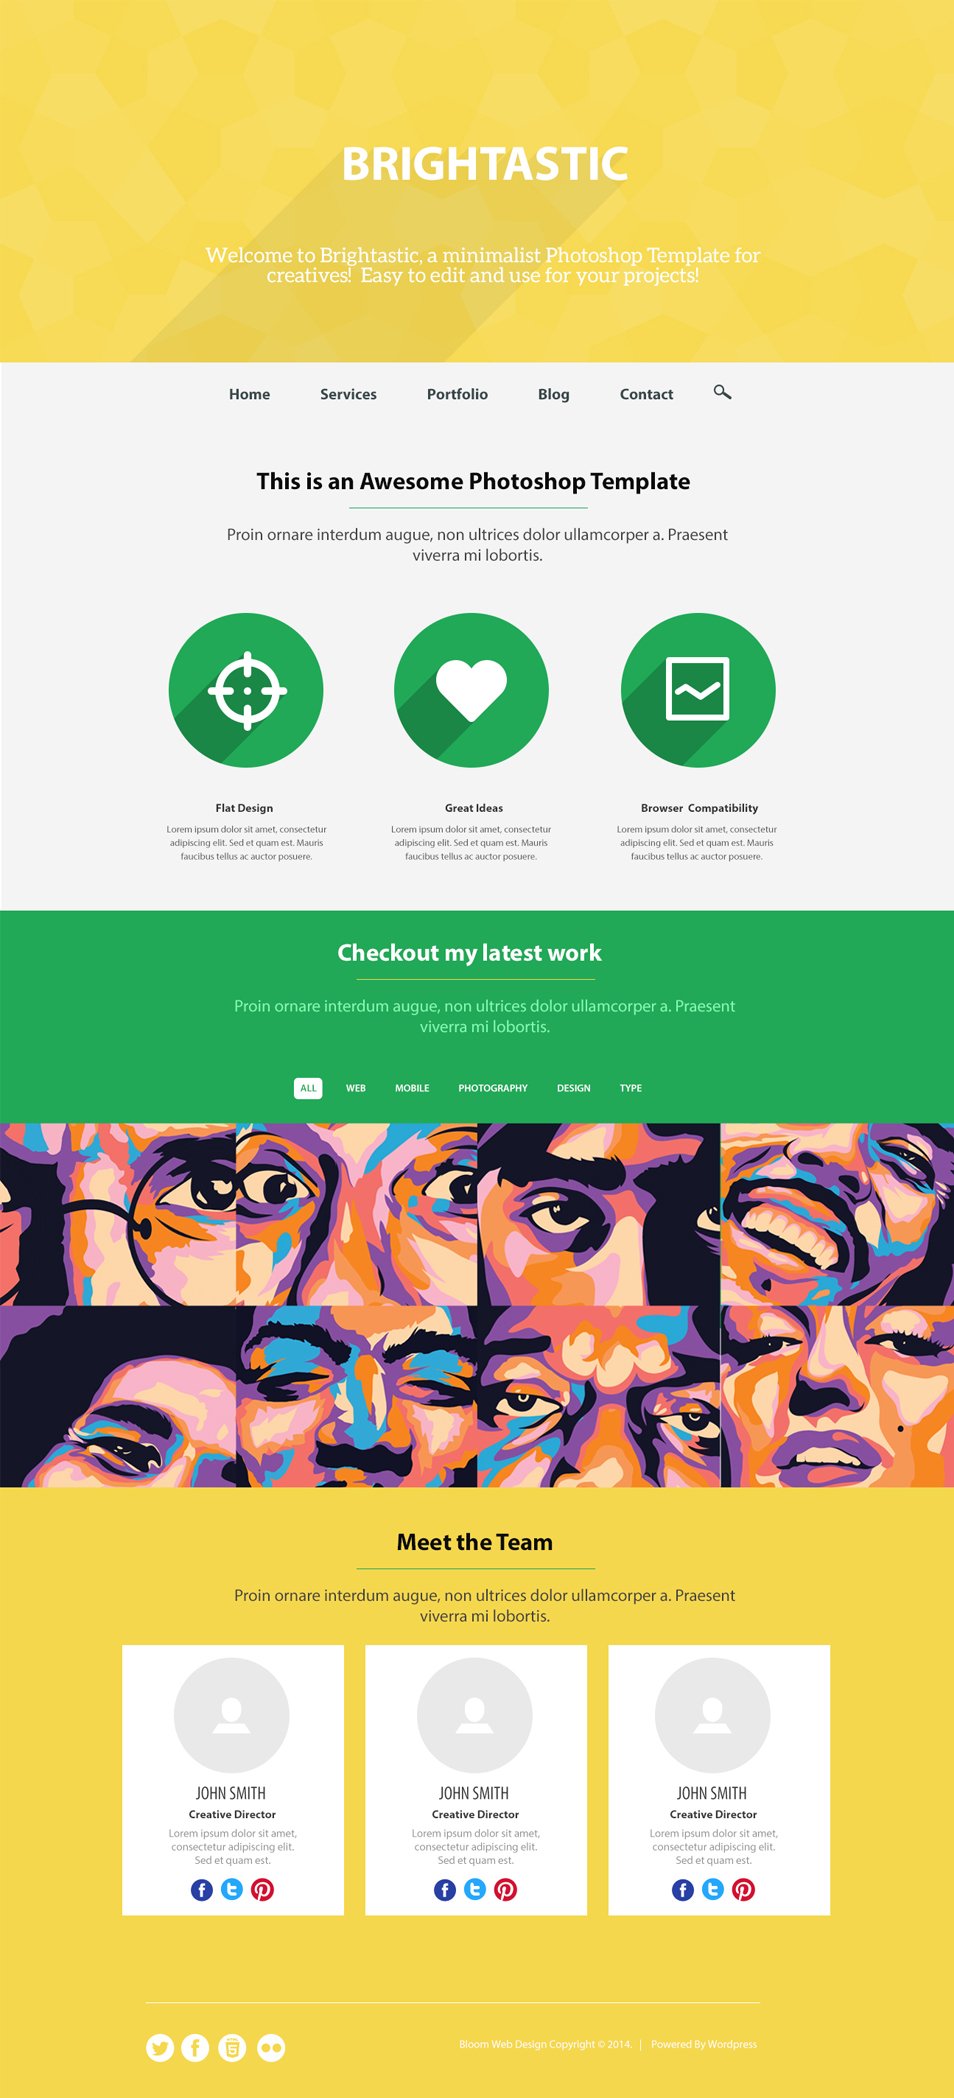 BRIGHTASTIC
Welcome to Brightastic, a minimalist Photoshop Template for
creatives! Easy to edit and use for your projects!
Home Services Portfolio Blog Contact
This is an Awesome Photoshop Template
Proin ornare interdum augue, non ultrices dolor ullamcorper a. Praesent
viverra mi lobortis.
Flat Design
Lorem ipsum dolor sit amet, consectetur
adipiscing elit. Sed et quam est. Mauris
faucibus tellus ac auctor posuere.
Great Ideas
Lorem ipsum dolor sit amet, consectetur
adipiscing elit. Sed et quam est. Mauris
faucibus tellus ac auctor posuere.
Browser Compatibility
Lorem ipsum dolor sit amet, consectetur
adipiscing elit. Sed et quam est. Mauris
faucibus tellus ac auctor posuere.
Checkout my latest work
Proin ornare interdum augue, non ultrices dolor ullamcorper a. Praesent
viverra mi lobortis.
ALL WEB MOBILE PHOTOGRAPHY DESIGN TYPE
Meet the Team
Proin ornare interdum augue, non ultrices dolor ullamcorper a. Praesent
viverra mi lobortis.
JOHN SMITH
Creative Director
Lorem ipsum dolor sit amet,
consectetur adipiscing elit.
Sed et quam est.
JOHN SMITH
Creative Director
Lorem ipsum dolor sit amet,
consectetur adipiscing elit.
Sed et quam est.
JOHN SMITH
Creative Director
Lorem ipsum dolor sit amet,
consectetur adipiscing elit.
Sed et quam est.
Bloom Web Design Copyright © 2014. | Powered By Wordpress